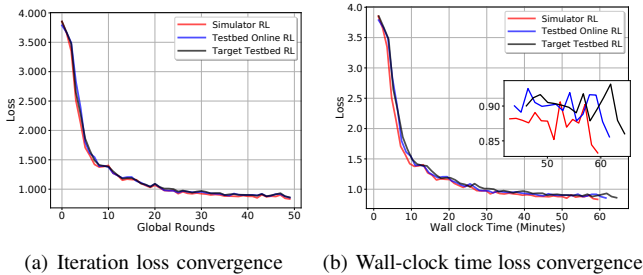 4.000
3.500
3.000
2.500
2.000
1.500
1.000
Loss
0
10
20
30
40
50
Global Rounds
Simulator RL
Testbed Online RL
Target Testbed RL
4.0
3.5
3.0
2.5
2.0
1.5
1.0
Loss
0
10
20
30
40
50
60
Wall clock Time (Minutes)
Simulator RL
Testbed Online RL
Target Testbed RL
0.90
0.85
50
60
(a) Iteration loss convergence
(b) Wall-clock time loss convergence